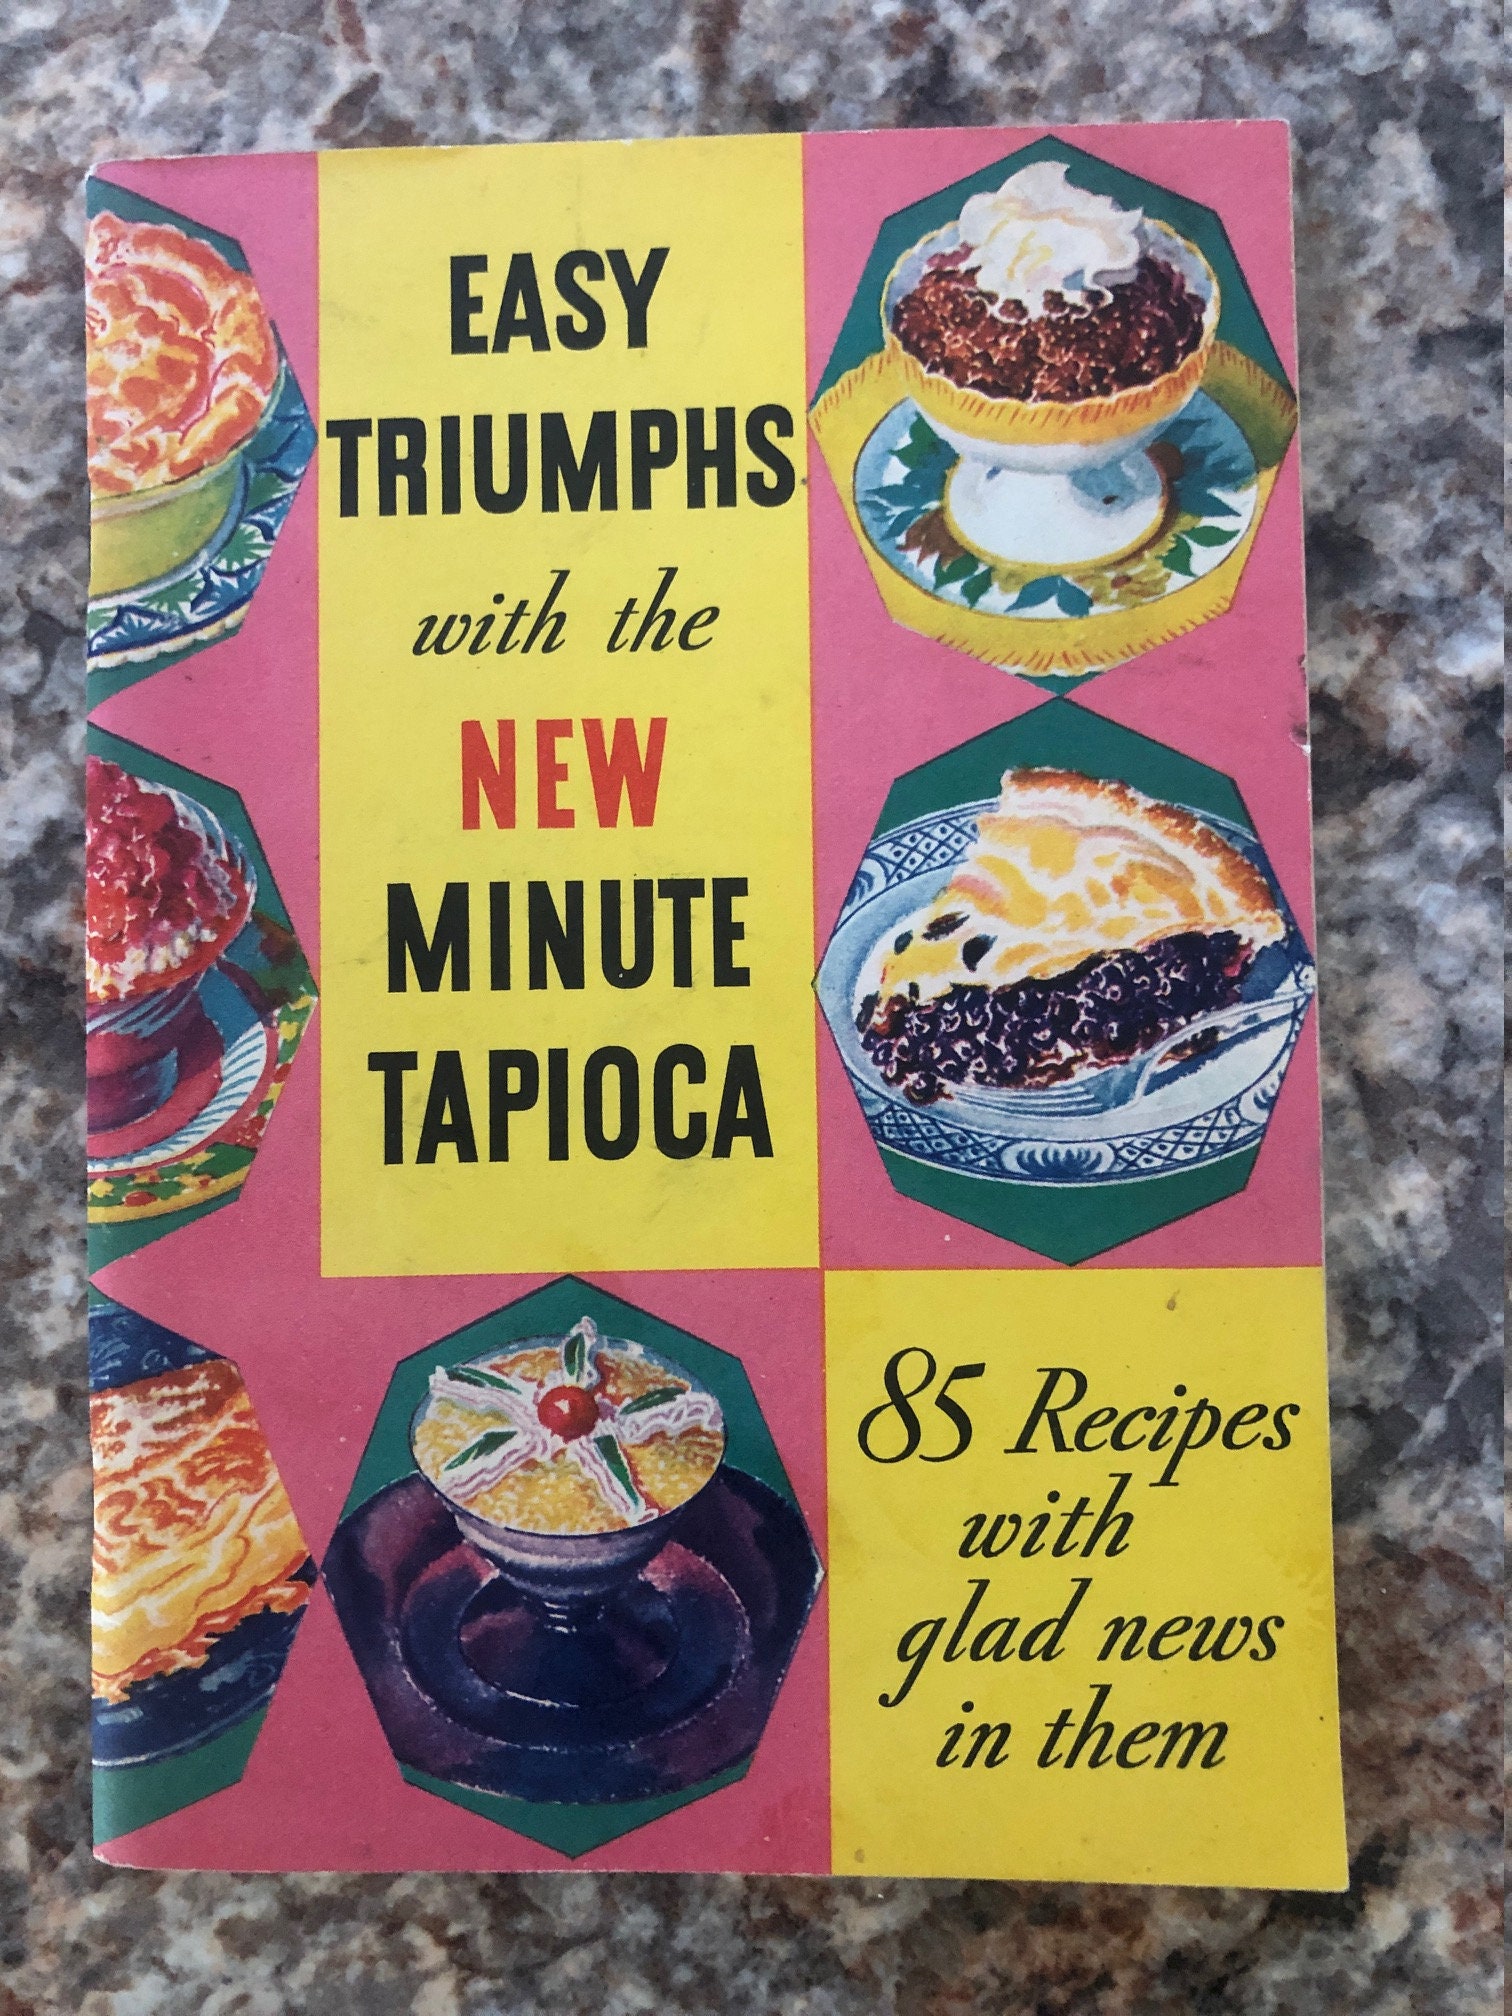 EASY
TRIUMPHS
with the
NEW
MINUTE
TAPIOCA
85 Recipes
with
glad news
in them